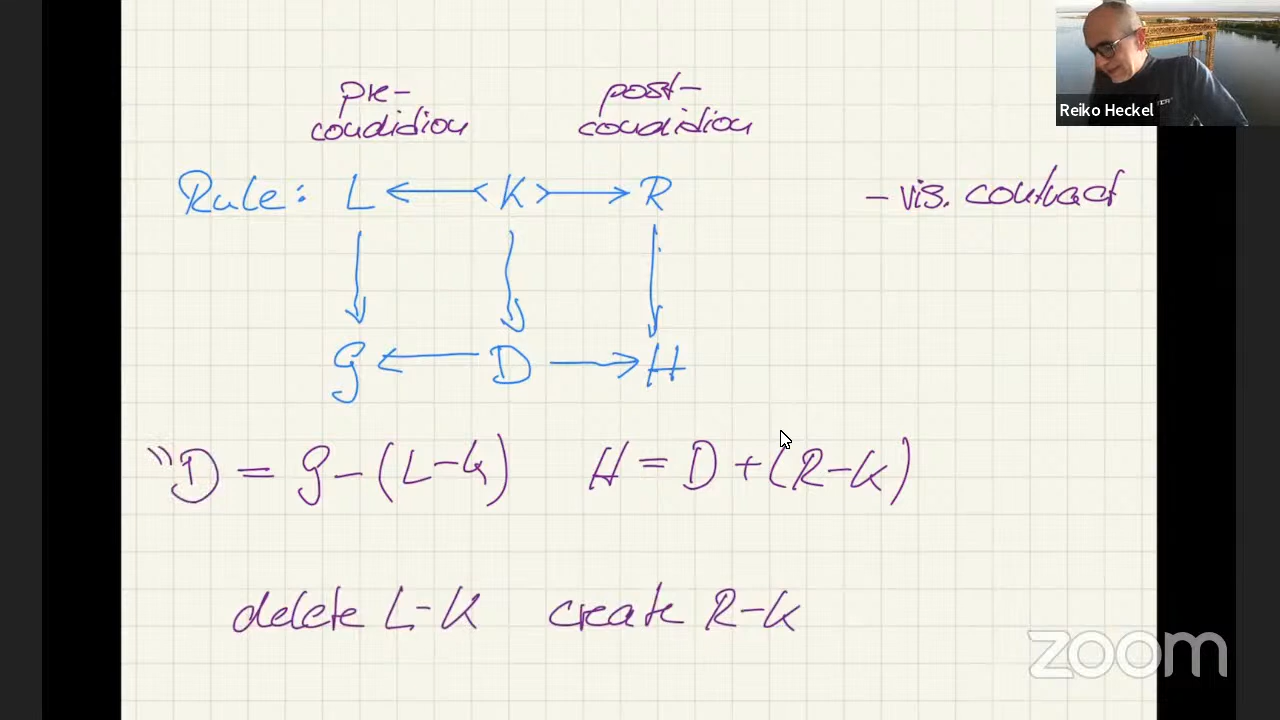 pre-
condition
post-
condition
Rule: L K R
- vis. contract
G D H
"D = G - (L-K) H = D + (R-K)
delete L-K create R-K
Reiko Heckel
zoom